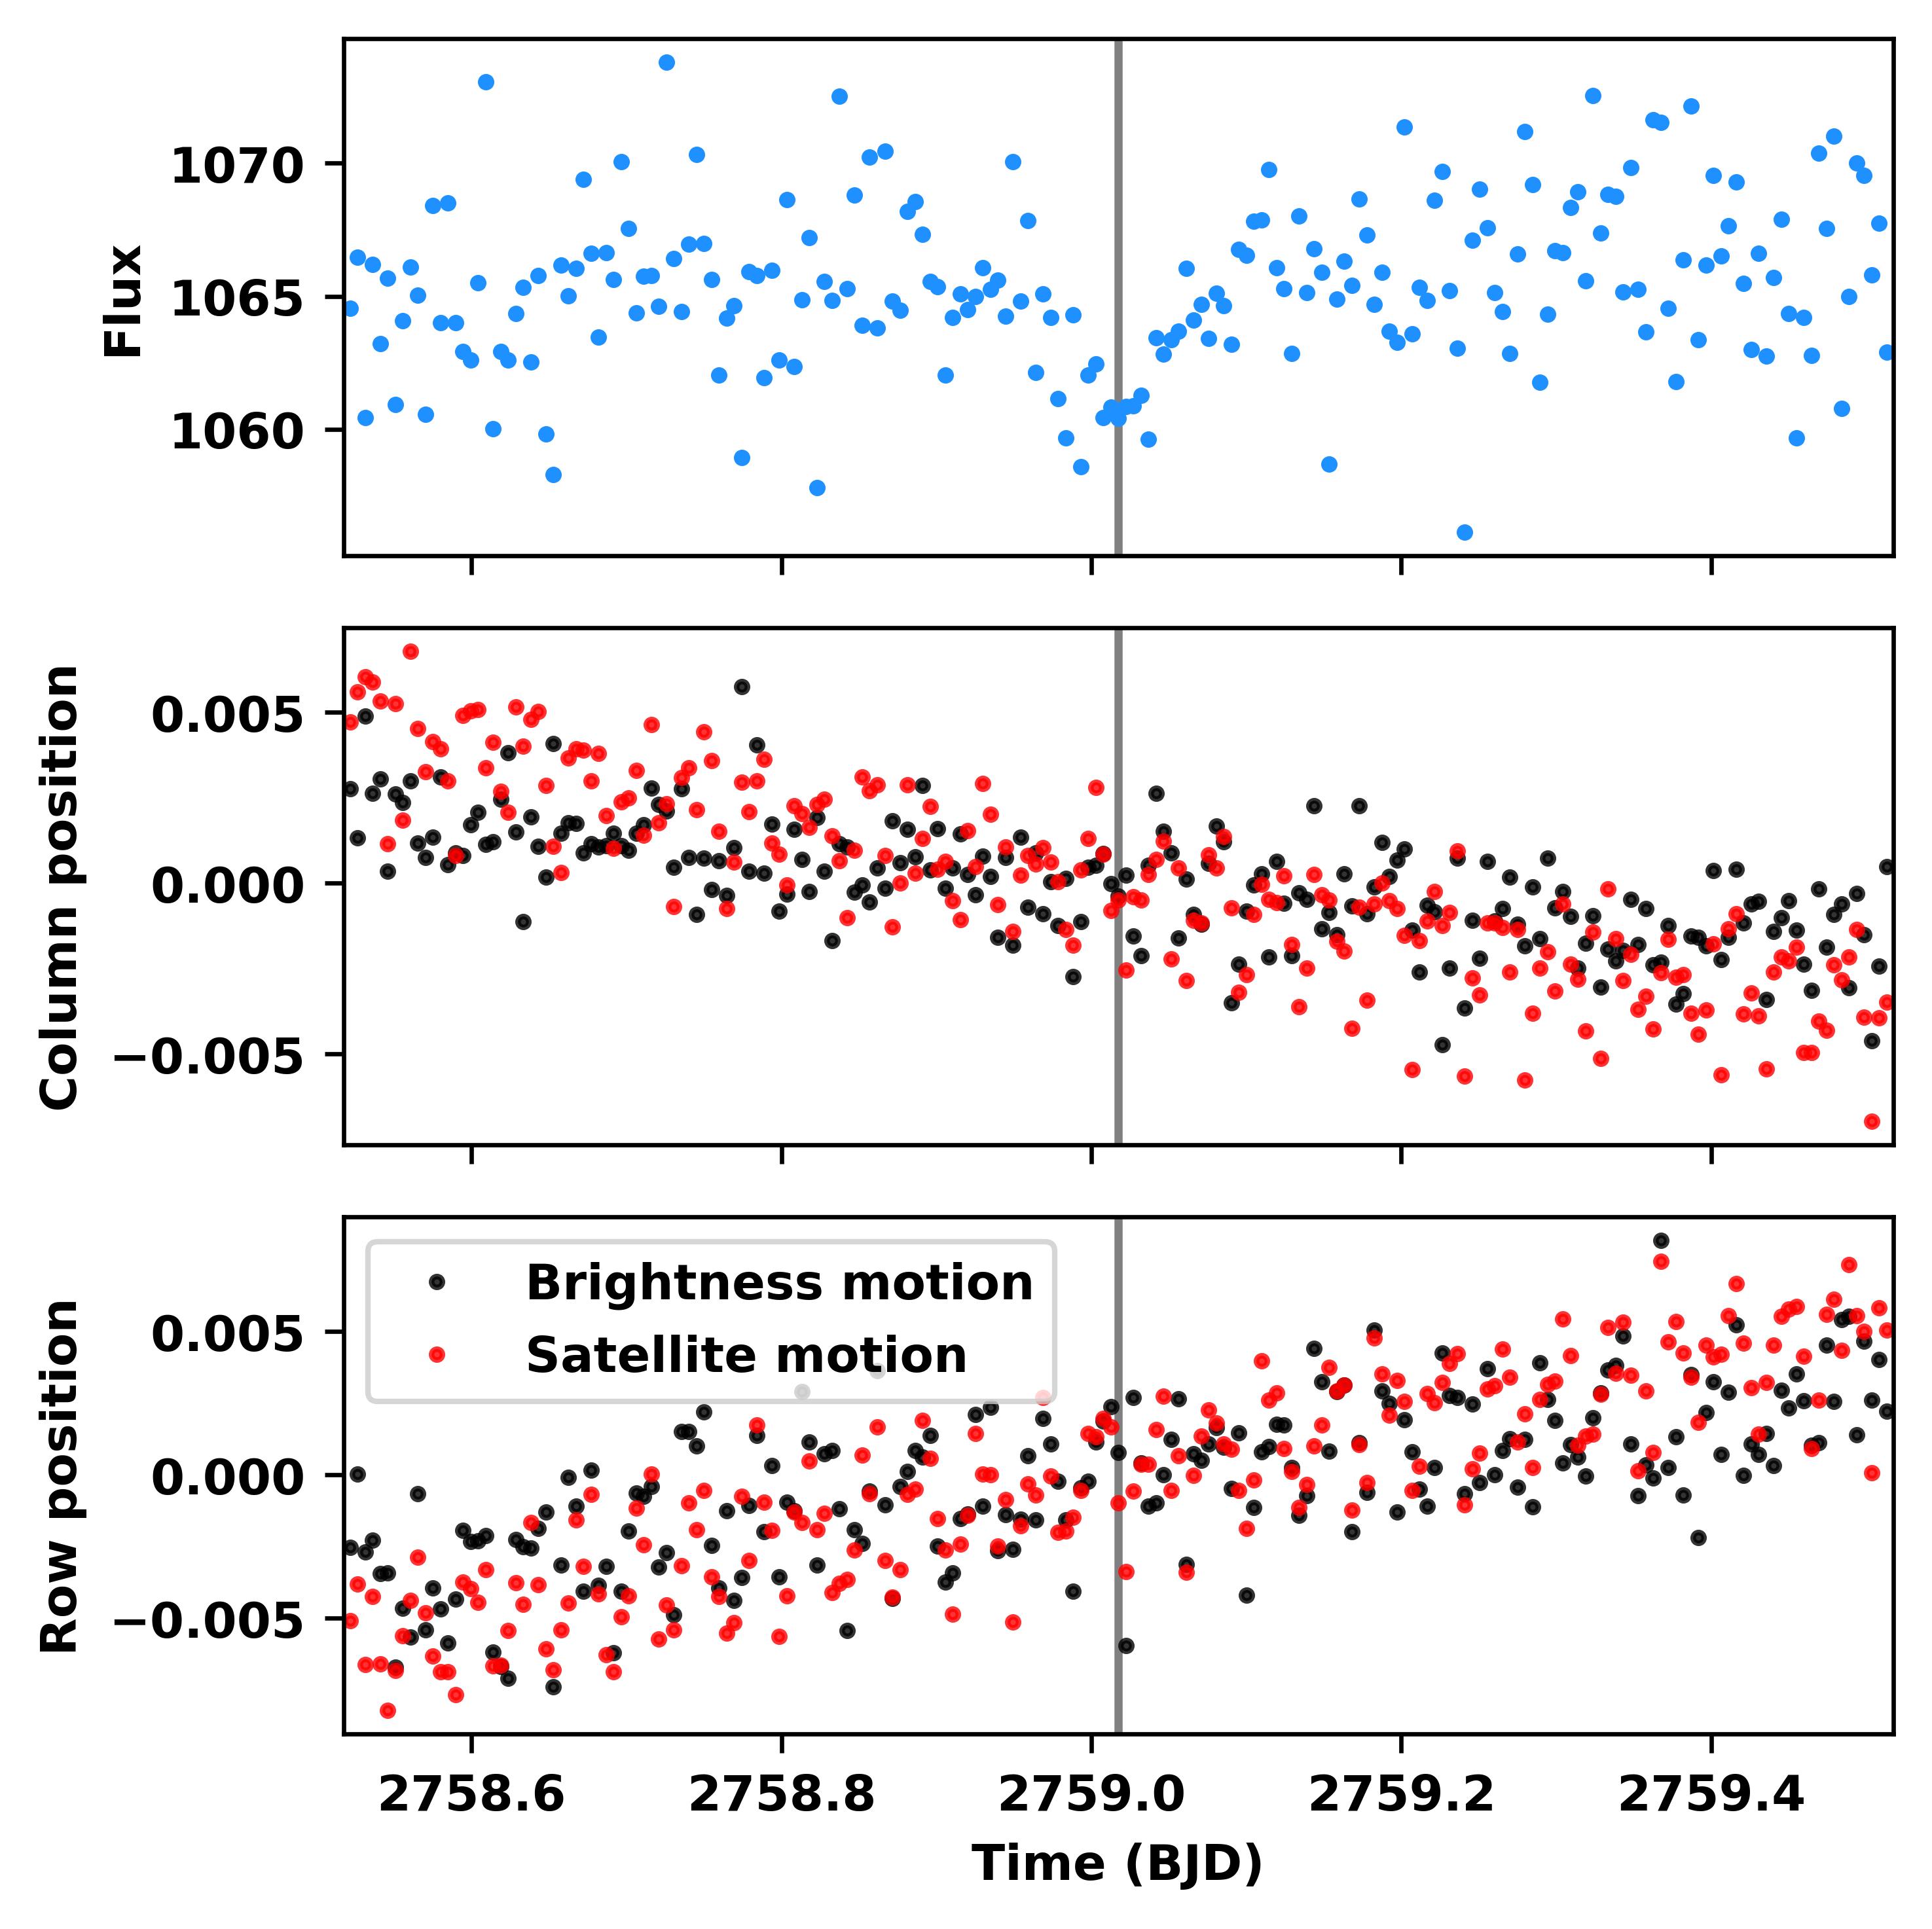 Flux
1070
1065
1060
Column position
0.005
0.000
−0.005
Row position
Brightness motion
Satellite motion
0.005
0.000
−0.005
2758.6 2758.8 2759.0 2759.2 2759.4
Time (BJD)